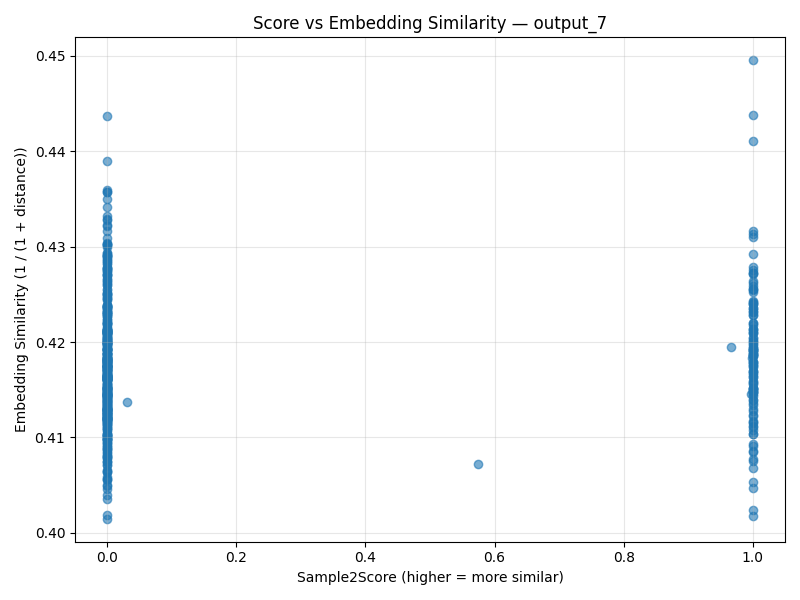 Score vs Embedding Similarity — output_7
Embedding Similarity (1 / (1 + distance))
0.45
0.44
0.43
0.42
0.41
0.40
0.0 0.2 0.4 0.6 0.8 1.0
Sample2Score (higher = more similar)